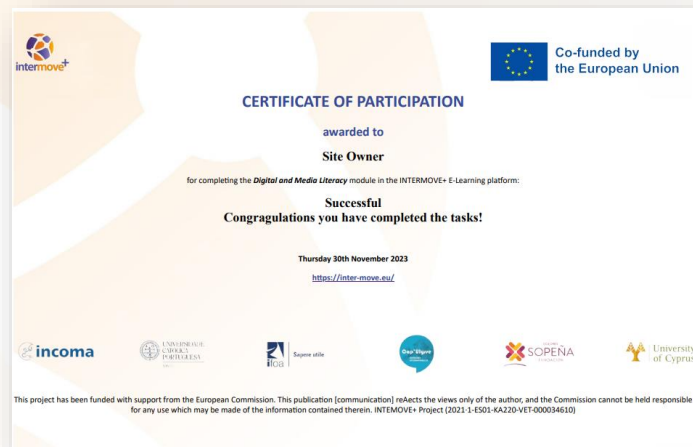 intermove+
Co-funded by
the European Union
CERTIFICATE OF PARTICIPATION
awarded to
Site Owner
for completing the Digital and Media Literacy module in the INTERMOVE+ E-Learning platform:
Successful
Congragulations you have completed the tasks!
Thursday 30th November 2023
https://inter-move.eu/
incoma
UNIVERSIDADE
CATOLICA
PORTUGUESA
ifoa
Sapere utile
SOPEÑA
University
of Cyprus
This project has been funded with support from the European Commission. This publication [communication] reAects the views only of the author, and the Commission cannot be held responsible
for any use which may be made of the information contained therein. INTEMOVE+ Project (2021-1-ES01-KA220-VET-000034610)